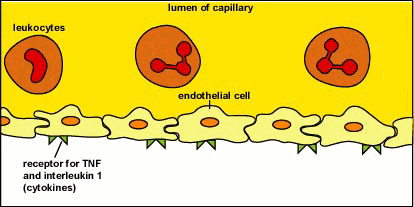 lumen of capillary
leukocytes
endothelial cell
receptor for TNF
and interleukin 1
(cytokines)